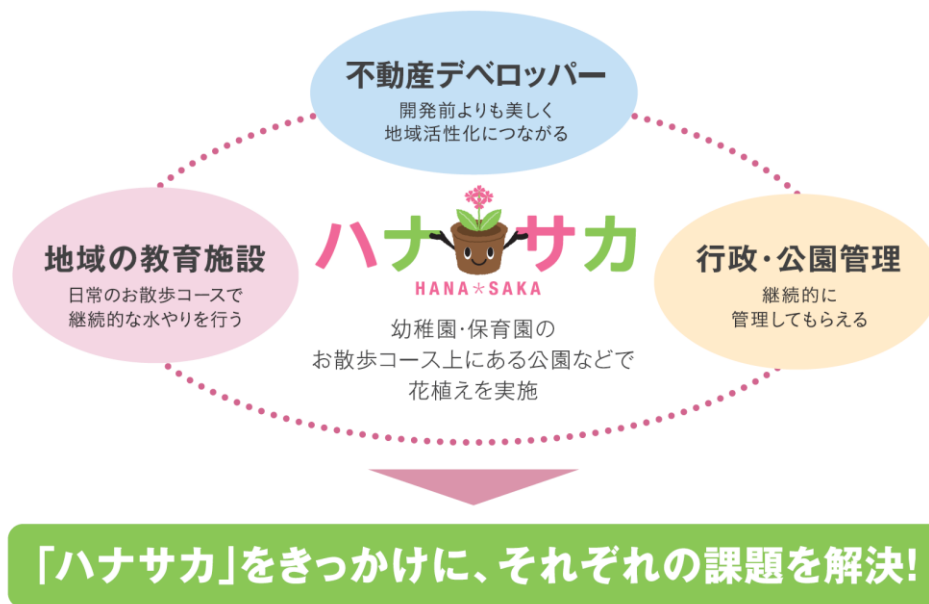 不動産デベロッパー
開発前よりも美しく
地域活性化につながる
地域の教育施設
日常のお散歩コースで
継続的な水やりを行う
ハナサカ
HANA*SAKA
幼稚園・保育園の
お散歩コース上にある公園などで
花植えを実施
行政・公園管理
継続的に
管理してもらえる
「ハナサカ」をきっかけに、それぞれの課題を解決!